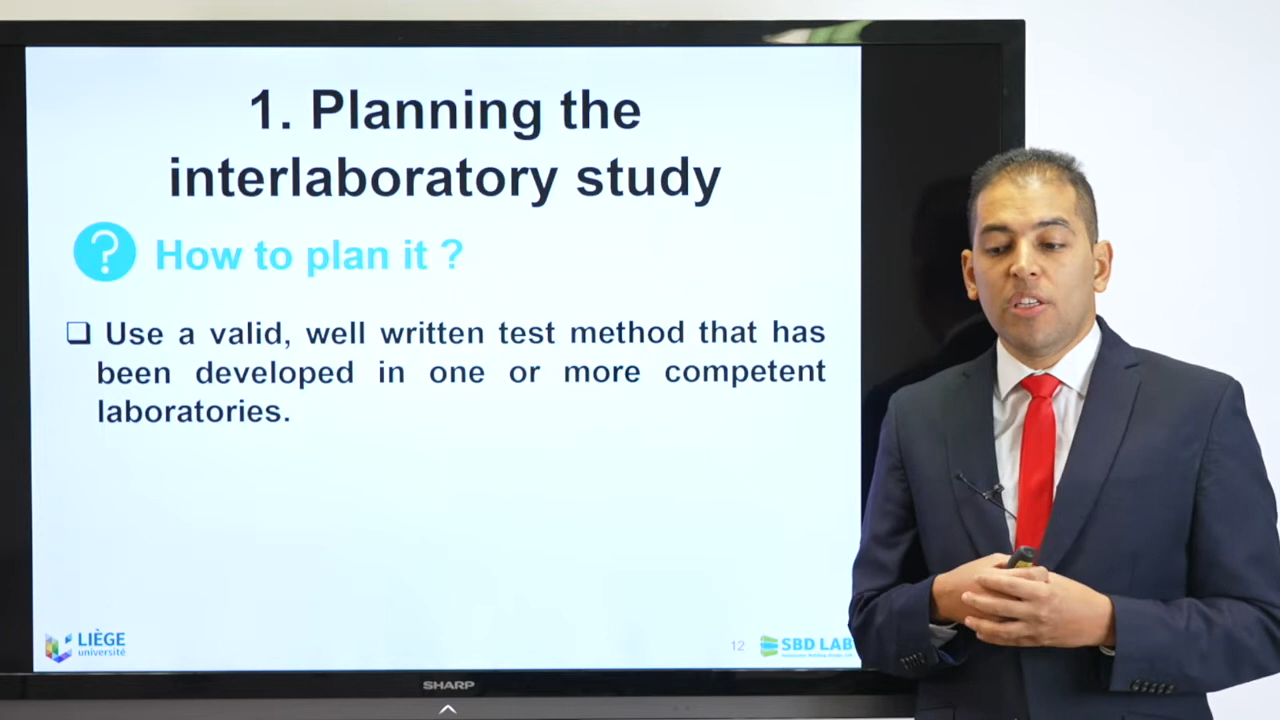 1. Planning the
interlaboratory study
?
How to plan it ?
Use a valid, well written test method that has
been developed in one or more competent
laboratories.
LIÈGE
université
12
SBD LAB
SHARP